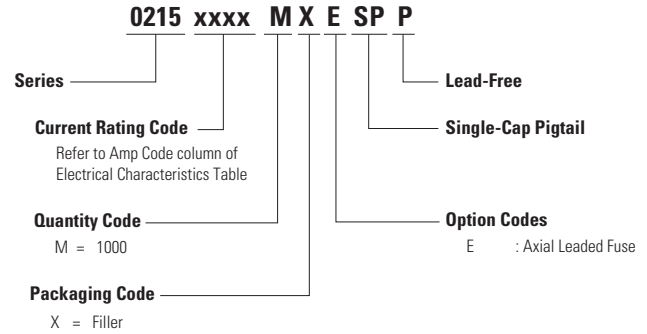 0215 xxxx M X E SP P
Series
Lead-Free
Current Rating Code
Single-Cap Pigtail
Refer to Amp Code column of
Electrical Characteristics Table
Quantity Code
Option Codes
M = 1000
E : Axial Leaded Fuse
Packaging Code
X = Filler